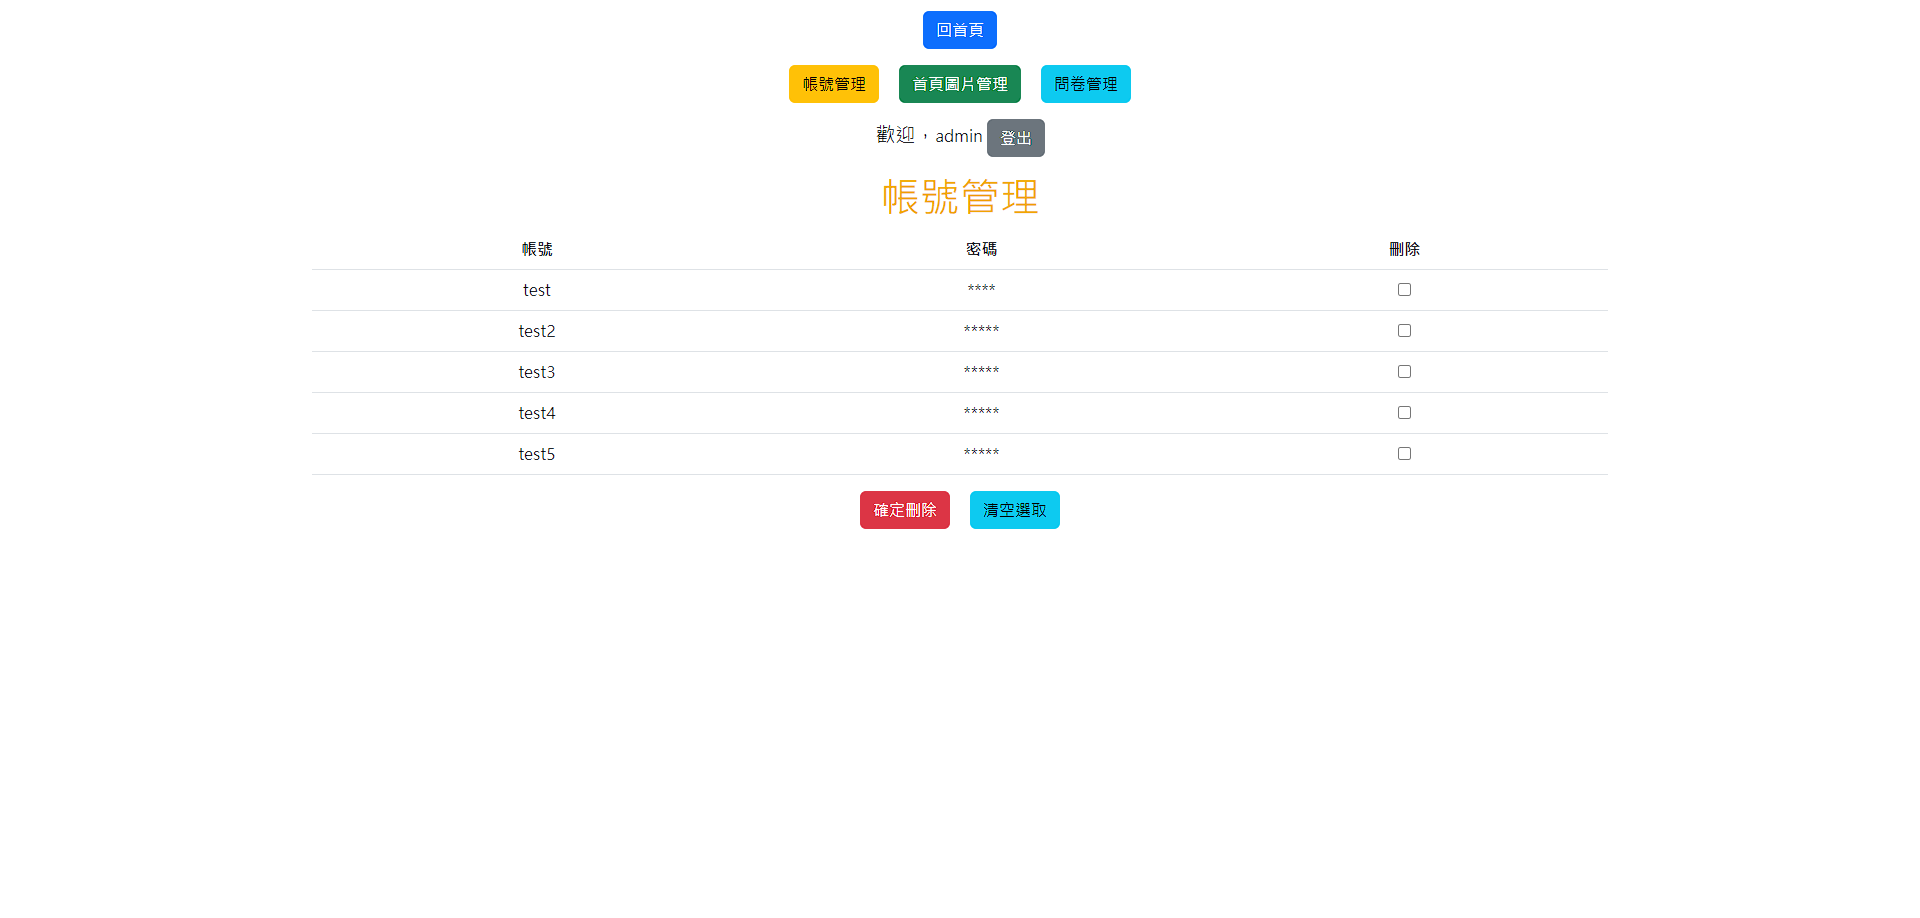 回首頁
帳號管理 首頁圖片管理 問卷管理
歡迎，admin 登出
帳號管理
帳號 密碼 刪除
test ****
test2 *****
test3 *****
test4 *****
test5 *****
確定刪除 清空選取